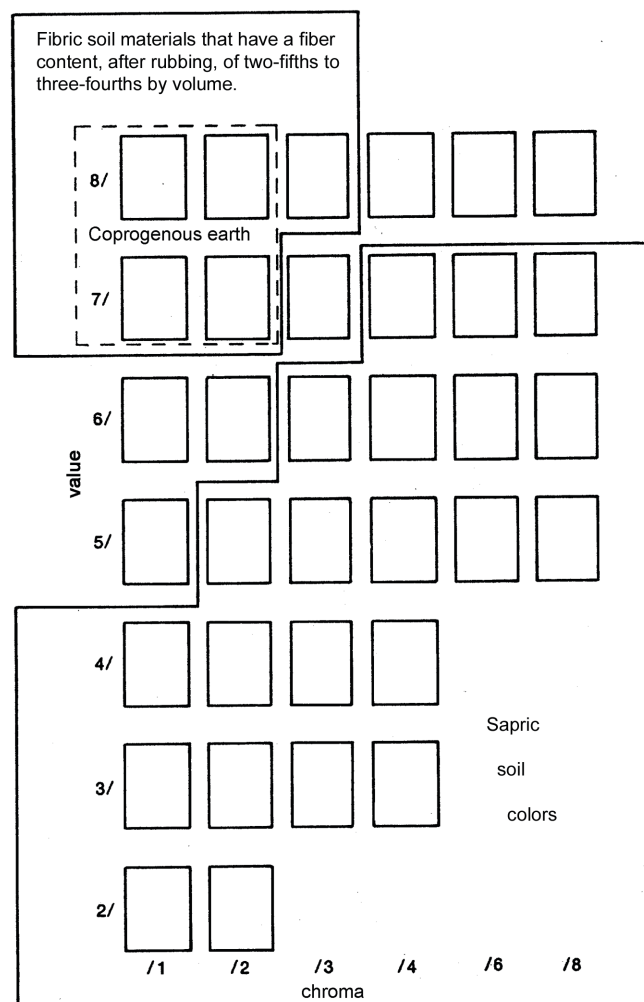 Fibric soil materials that have a fiber
content, after rubbing, of two-fifths to
three-fourths by volume.
8/
Coprogenous earth
7/
6/
value
5/
4/
Sapric
soil
3/
colors
2/
/1 /2 /3 /4 /6 /8
chroma